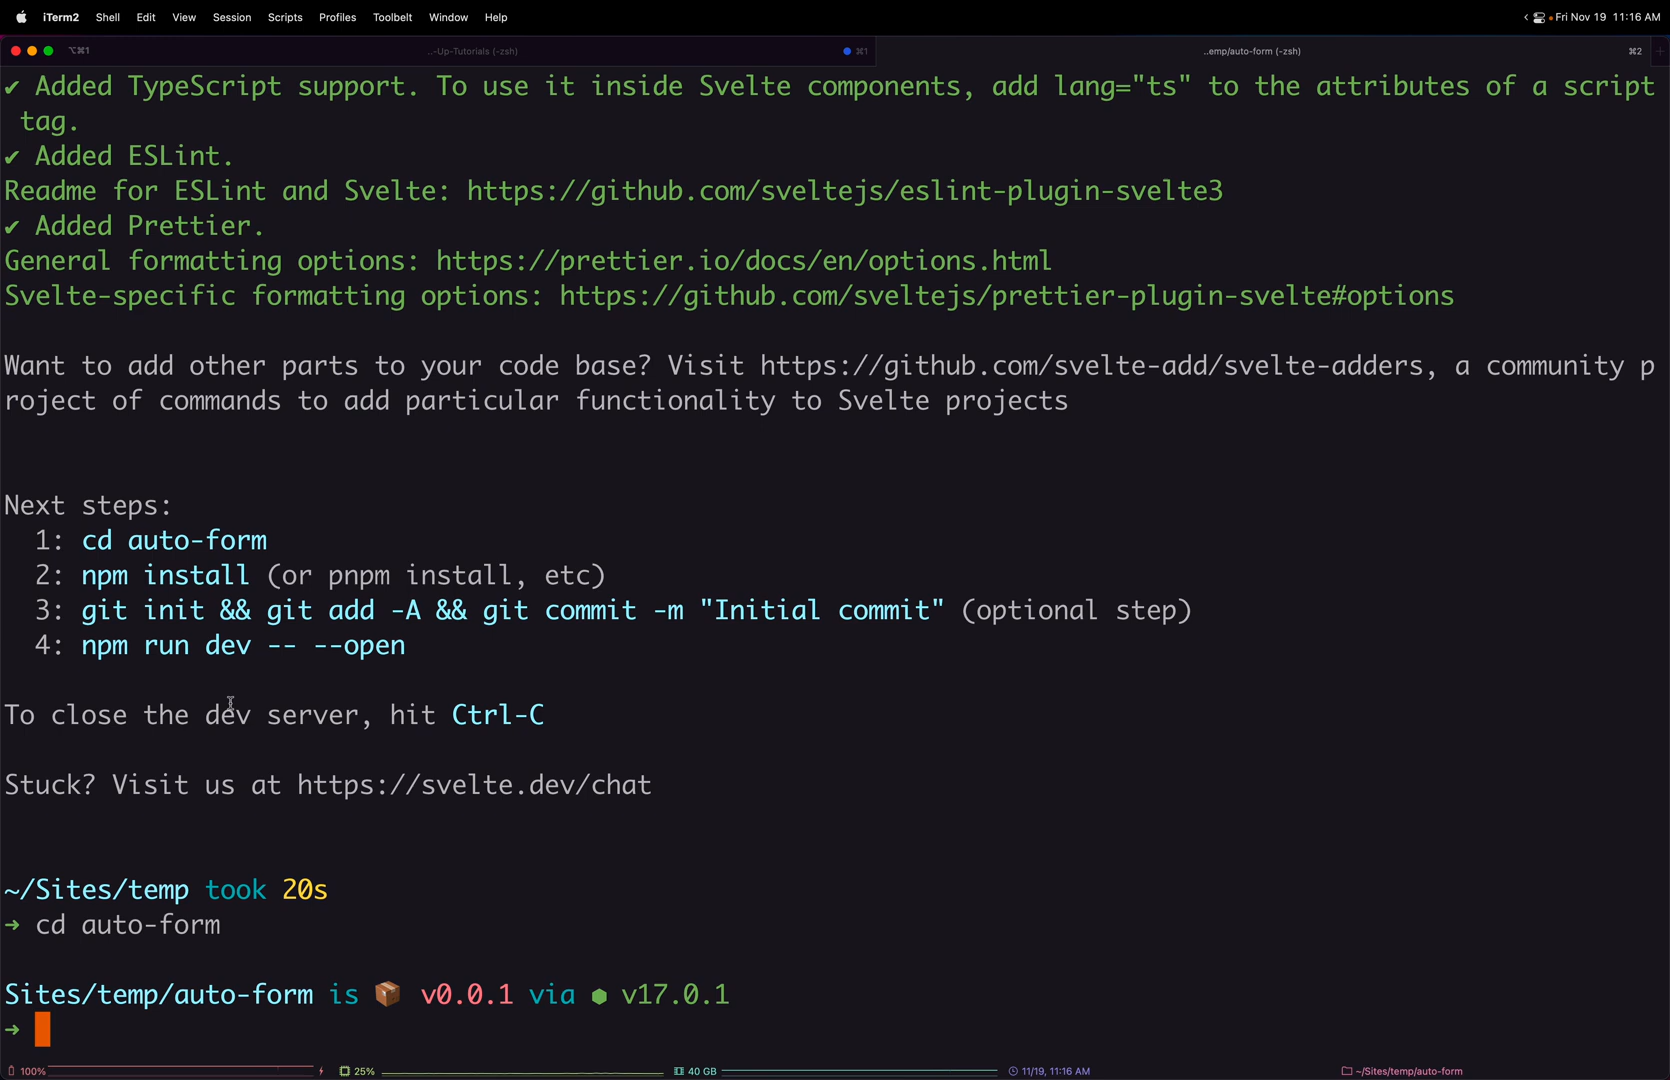 iTerm2 Shell Edit View Session Scripts Profiles Toolbelt Window Help Fri Nov 19 11:16 AM
⌥⌘1 ..-Up-Tutorials (-zsh) ⌘1 ..emp/auto-form (-zsh) ⌘2
✔ Added TypeScript support. To use it inside Svelte components, add lang="ts" to the attributes of a script
tag.
✔ Added ESLint.
Readme for ESLint and Svelte: https://github.com/sveltejs/eslint-plugin-svelte3
✔ Added Prettier.
General formatting options: https://prettier.io/docs/en/options.html
Svelte-specific formatting options: https://github.com/sveltejs/prettier-plugin-svelte#options
Want to add other parts to your code base? Visit https://github.com/svelte-add/svelte-adders, a community p
roject of commands to add particular functionality to Svelte projects
Next steps:
1: cd auto-form
2: npm install (or pnpm install, etc)
3: git init && git add -A && git commit -m "Initial commit" (optional step)
4: npm run dev -- --open
To close the dev server, hit Ctrl-C
Stuck? Visit us at https://svelte.dev/chat
~/Sites/temp took 20s
➜ cd auto-form
Sites/temp/auto-form is 📦 v0.0.1 via ⬢ v17.0.1
➜
100% 25% 40 GB 11/19, 11:16 AM ~/Sites/temp/auto-form